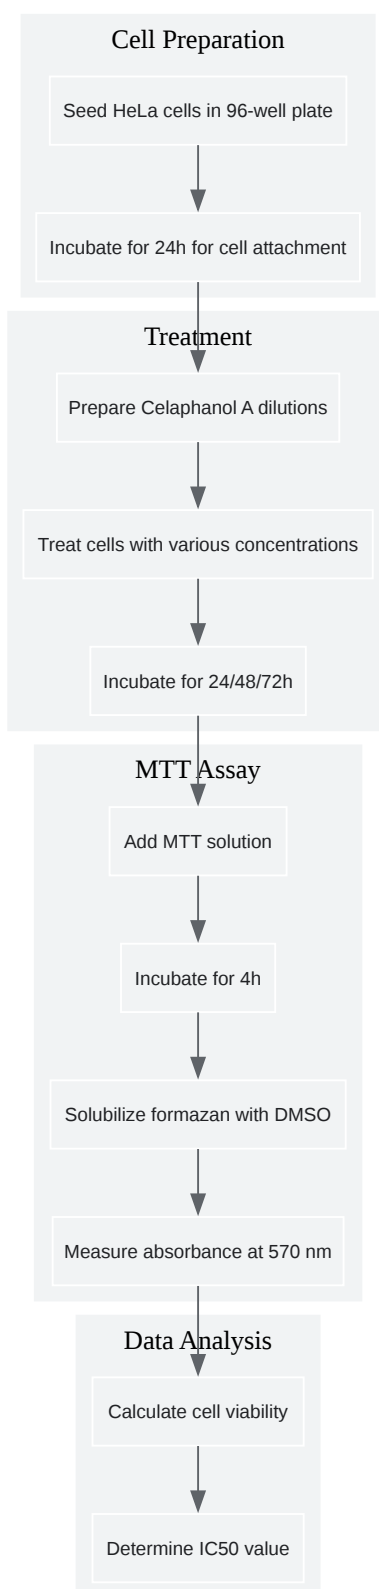 Cell Preparation
Seed HeLa cells in 96-well plate
Incubate for 24h for cell attachment
Treatment
Prepare Celaphanol A dilutions
Treat cells with various concentrations
Incubate for 24/48/72h
MTT Assay
Add MTT solution
Incubate for 4h
Solubilize formazan with DMSO
Measure absorbance at 570 nm
Data Analysis
Calculate cell viability
Determine IC50 value